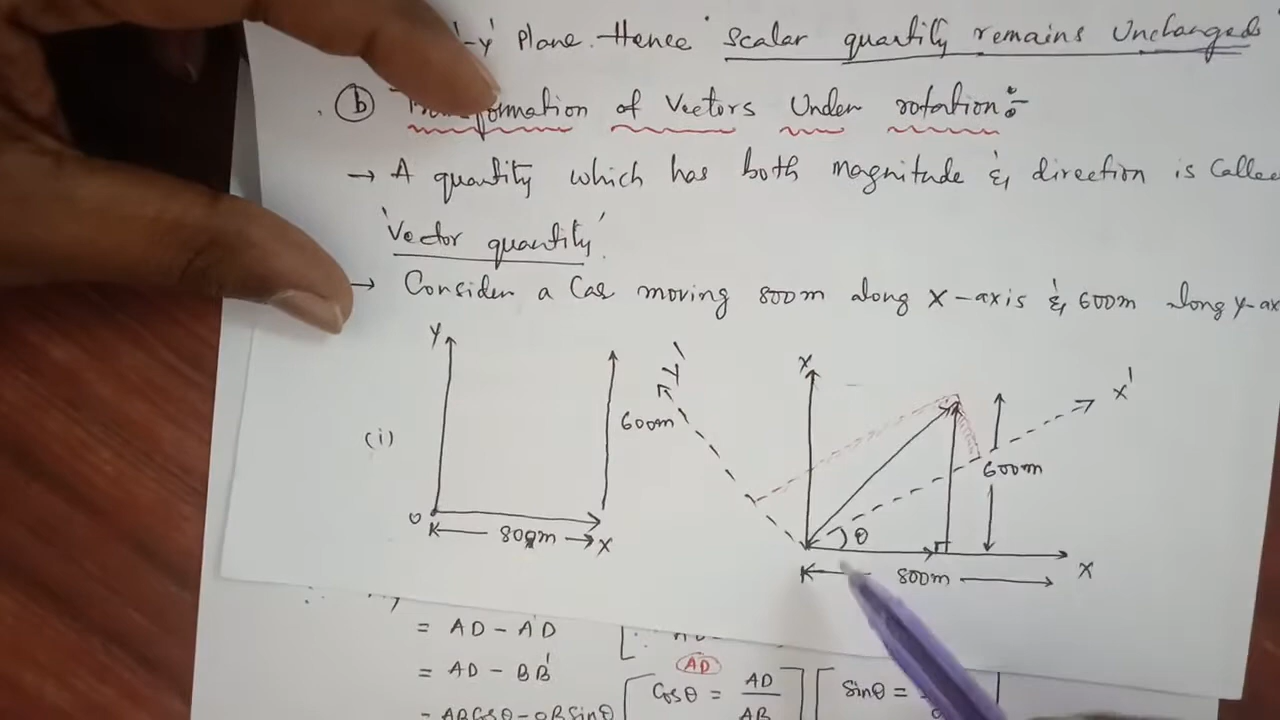 '-y' Plane. Hence "Scalar quantity remains Unchanged"
(b) Transformation of Vectors Under rotation:-
→ A quantity which has both magnitude & direction is Called
'Vector quantity'.
→ Consider a Car moving 800m along X-axis & 600m along y-ax
(i) Y 600m O 800m X
Y' X X' 600m θ 800m X
= AD - A'D
= AD - BB'
AD
Cosθ = AD / AB
Sinθ =
= ABCosθ - OBSinθ